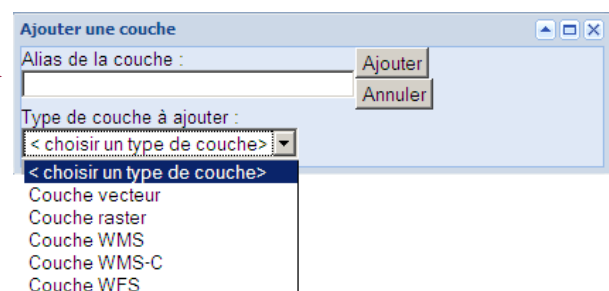 Ajouter une couche
Alias de la couche :
Ajouter
Annuler
Type de couche à ajouter :
< choisir un type de couche>
< choisir un type de couche>
Couche vecteur
Couche raster
Couche WMS
Couche WMS-C
Couche WFS